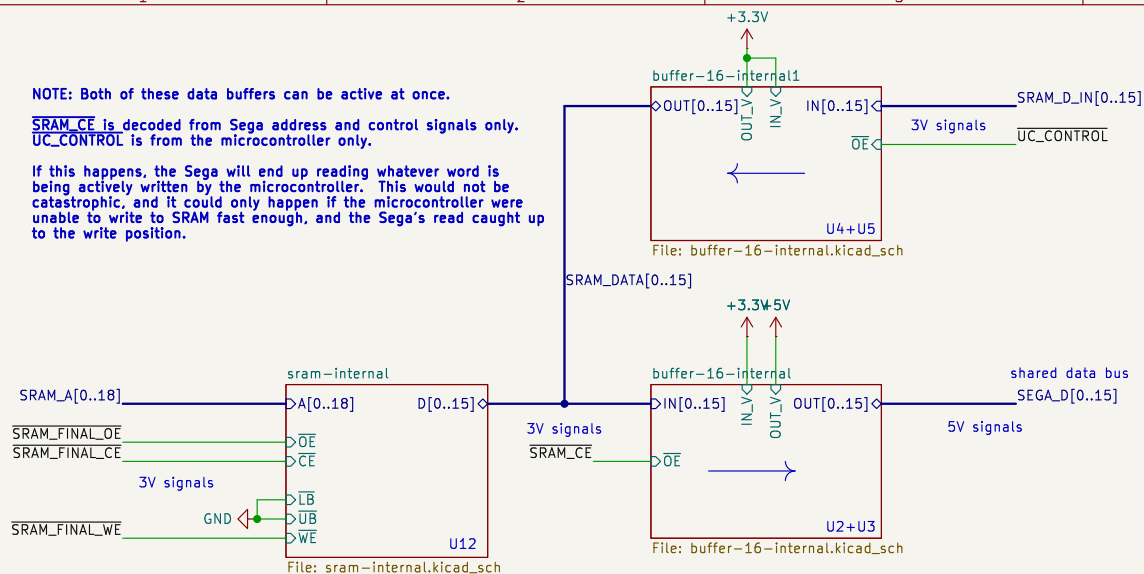 +3.3V
buffer-16-internal1
NOTE: Both of these data buffers can be active at once.
OUT[0..15]
OUT_V
IN_V
IN[0..15]
SRAM_D_IN[0..15]
3V signals
SRAM_CE is decoded from Sega address and control signals only.
UC_CONTROL is from the microcontroller only.
OE
UC_CONTROL
If this happens, the Sega will end up reading whatever word is
being actively written by the microcontroller.  This would not be
catastrophic, and it could only happen if the microcontroller were
unable to write to SRAM fast enough, and the Sega's read caught up
to the write position.
U4+U5
File: buffer-16-internal.kicad_sch
SRAM_DATA[0..15]
+3.3V
+5V
sram-internal
buffer-16-internal
shared data bus
SRAM_A[0..18]
A[0..18]
D[0..15]
IN[0..15]
IN_V
OUT_V
OUT[0..15]
SEGA_D[0..15]
3V signals
5V signals
SRAM_FINAL_OE
OE
SRAM_FINAL_CE
CE
SRAM_CE
OE
3V signals
LB
GND
UB
SRAM_FINAL_WE
WE
U12
U2+U3
File: buffer-16-internal.kicad_sch
File: sram-internal.kicad_sch